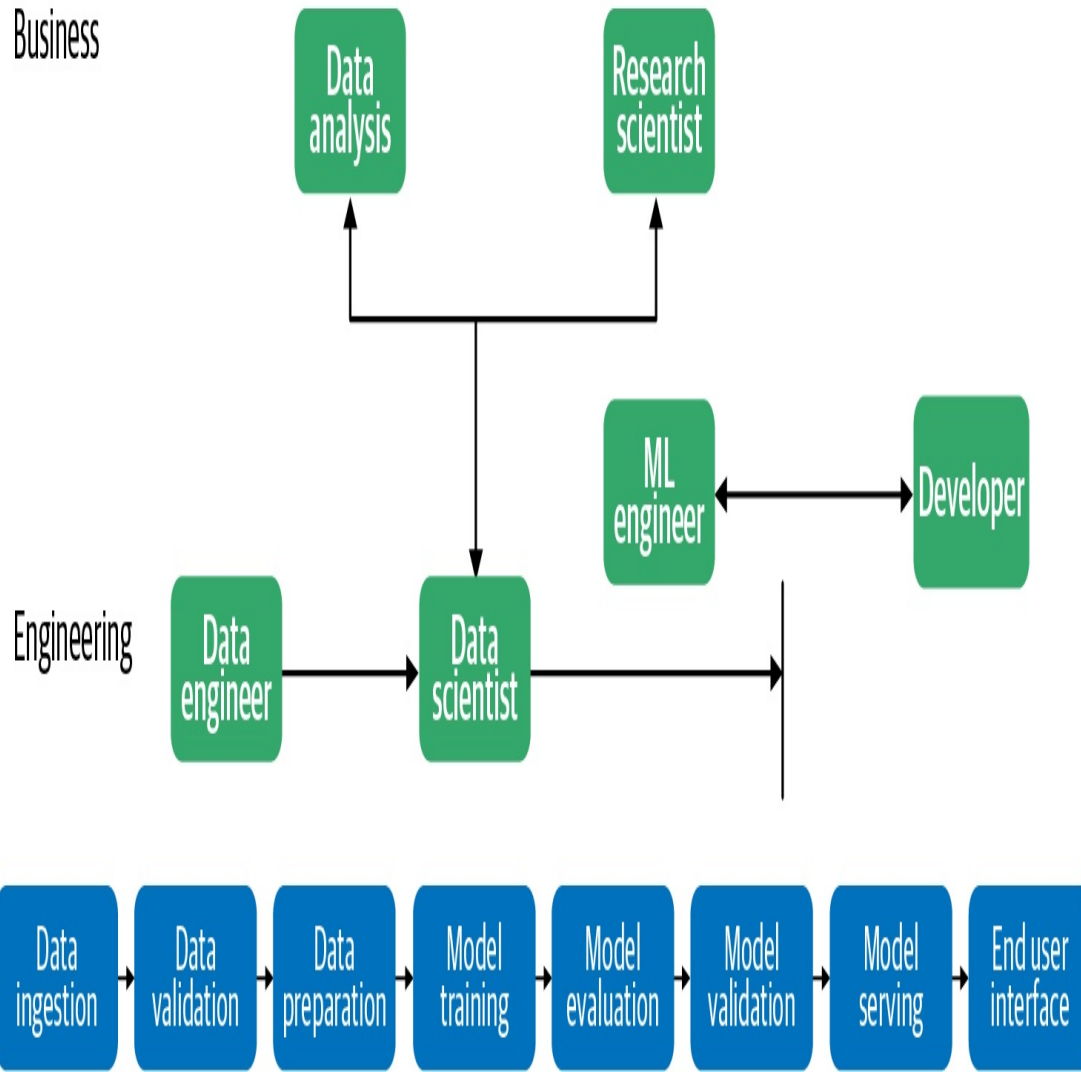 Business
Data
analysis
Research
scientist
ML
engineer
Developer
Engineering
Data
engineer
Data
scientist
Data
ingestion
Data
validation
Data
preparation
Model
training
Model
evaluation
Model
validation
Model
serving
End user
interface